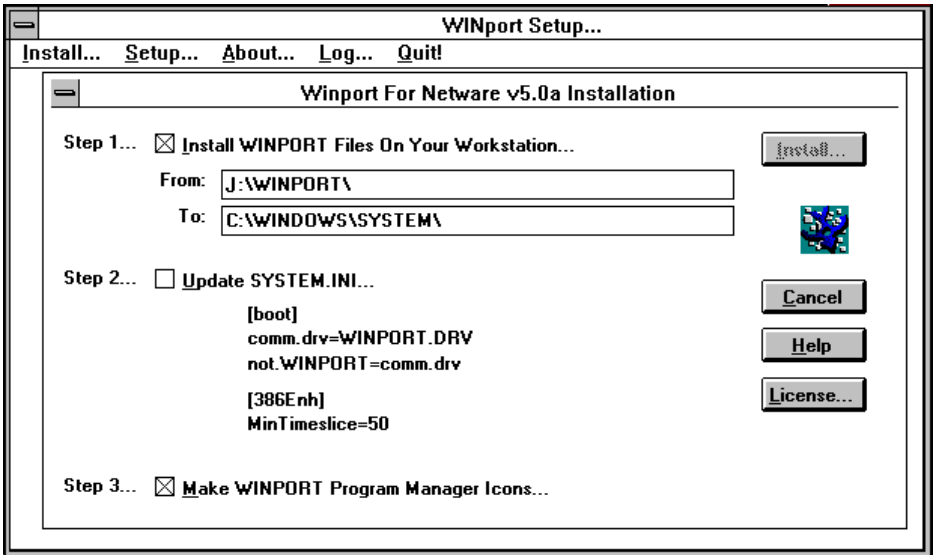 WINport Setup...
Install... Setup... About... Log... Quit!
Winport For Netware v5.0a Installation
Step 1... Install WINPORT Files On Your Workstation...
Install...
From: J:\WINPORT\
To: C:\WINDOWS\SYSTEM\
Step 2... Update SYSTEM.INI...
Cancel
[boot]
comm.drv=WINPORT.DRV
Help
not.WINPORT=comm.drv
License...
[386Enh]
MinTimeslice=50
Step 3... Make WINPORT Program Manager Icons...